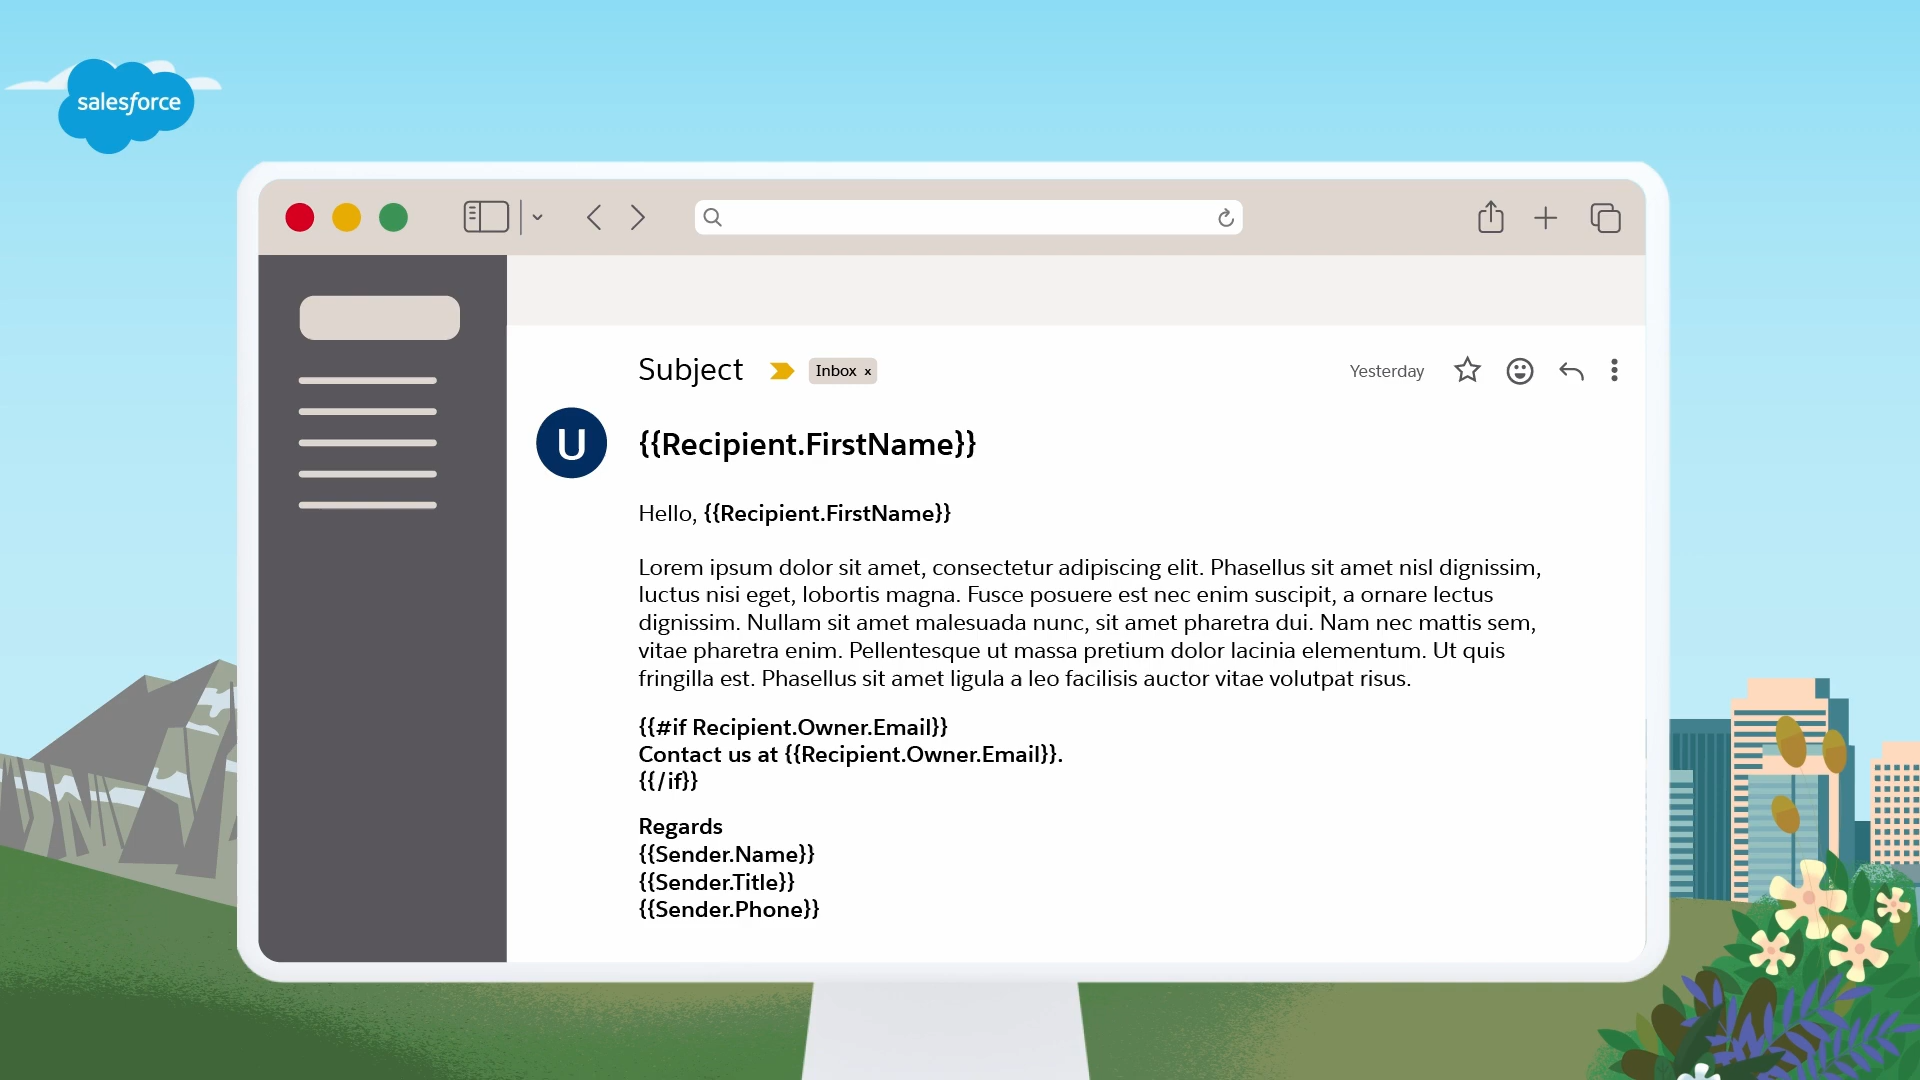 salesforce
Subject
Inbox x
Yesterday
U
{{Recipient.FirstName}}
Hello, {{Recipient.FirstName}}
Lorem ipsum dolor sit amet, consectetur adipiscing elit. Phasellus sit amet nisl dignissim,
luctus nisi eget, lobortis magna. Fusce posuere est nec enim suscipit, a ornare lectus
dignissim. Nullam sit amet malesuada nunc, sit amet pharetra dui. Nam nec mattis sem,
vitae pharetra enim. Pellentesque ut massa pretium dolor lacinia elementum. Ut quis
fringilla est. Phasellus sit amet ligula a leo facilisis auctor vitae volutpat risus.
{{#if Recipient.Owner.Email}}
Contact us at {{Recipient.Owner.Email}}.
{{/if}}
Regards
{{Sender.Name}}
{{Sender.Title}}
{{Sender.Phone}}